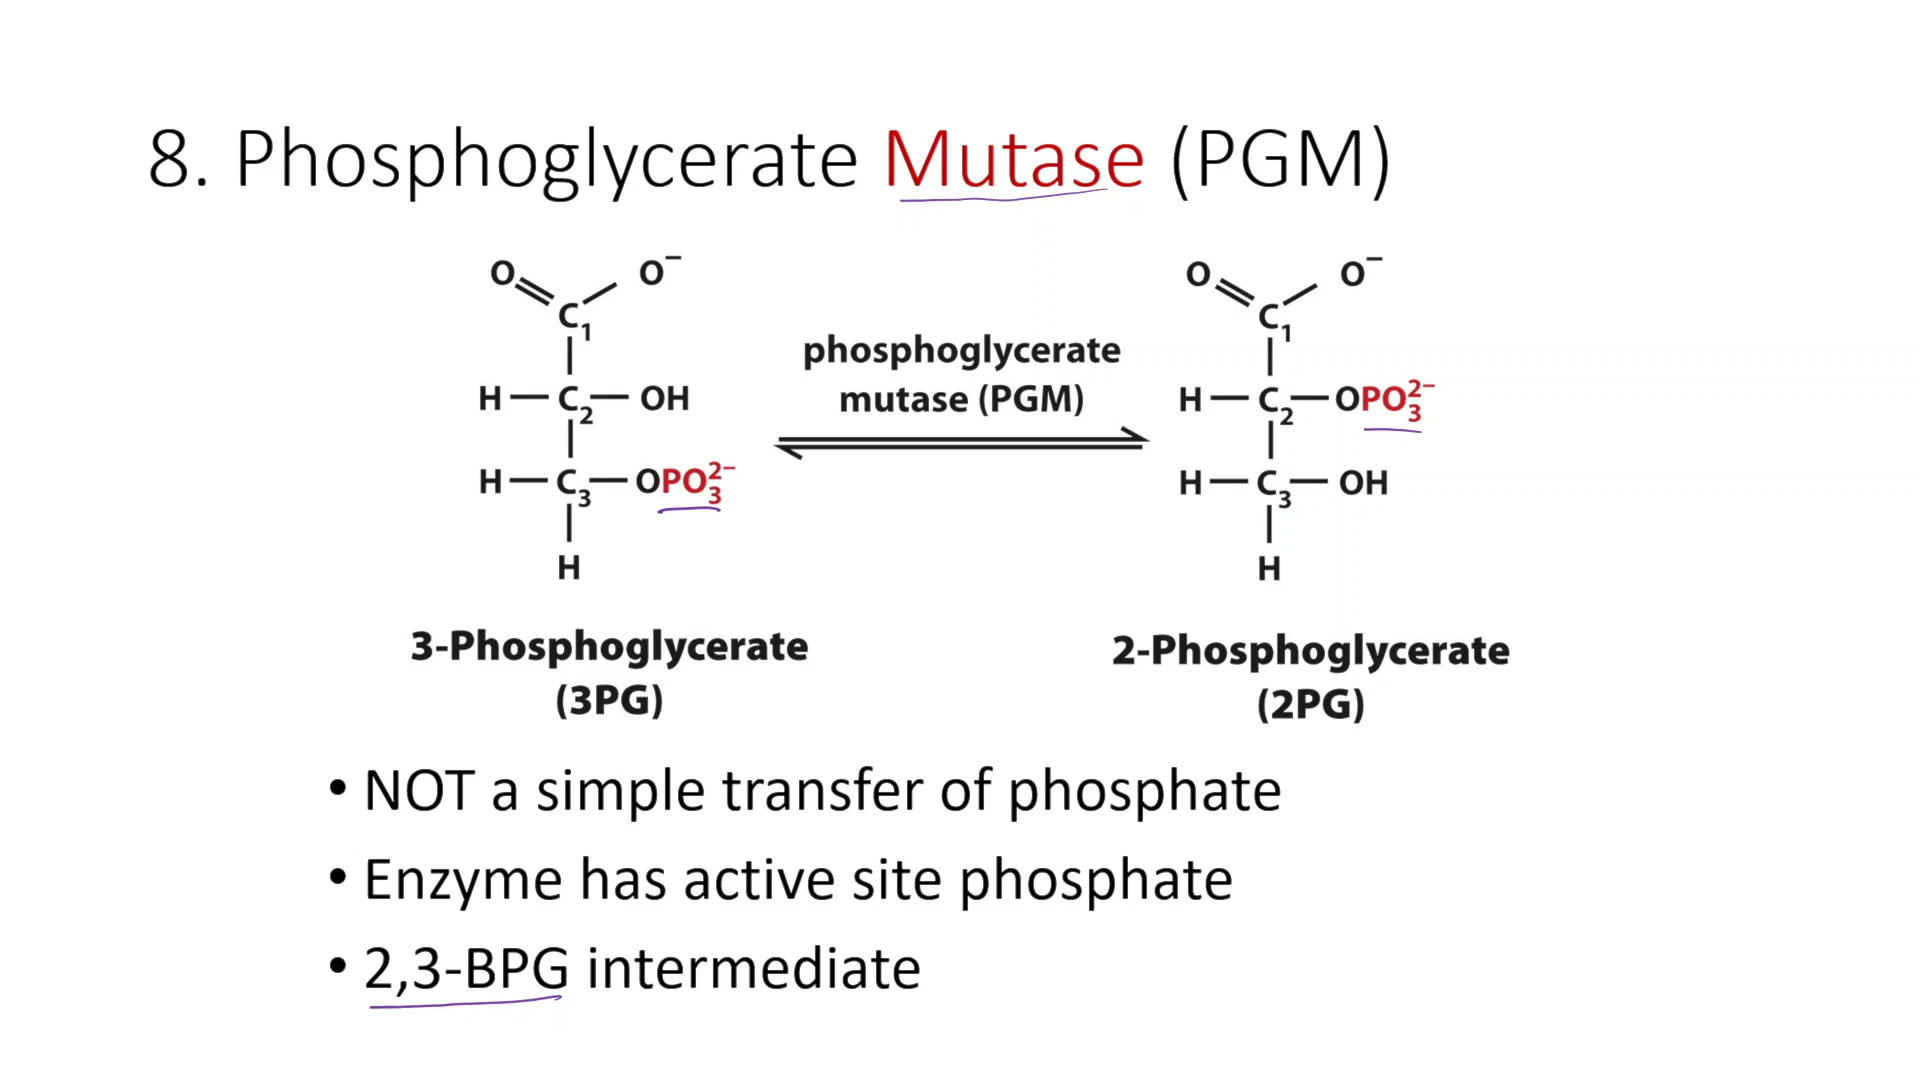 8. Phosphoglycerate Mutase (PGM)
O O⁻
C₁
H—C₂—OH
H—C₃—OPO₃²⁻
H
3-Phosphoglycerate
(3PG)
phosphoglycerate
mutase (PGM)
O O⁻
C₁
H—C₂—OPO₃²⁻
H—C₃—OH
H
2-Phosphoglycerate
(2PG)
• NOT a simple transfer of phosphate
• Enzyme has active site phosphate
• 2,3-BPG intermediate